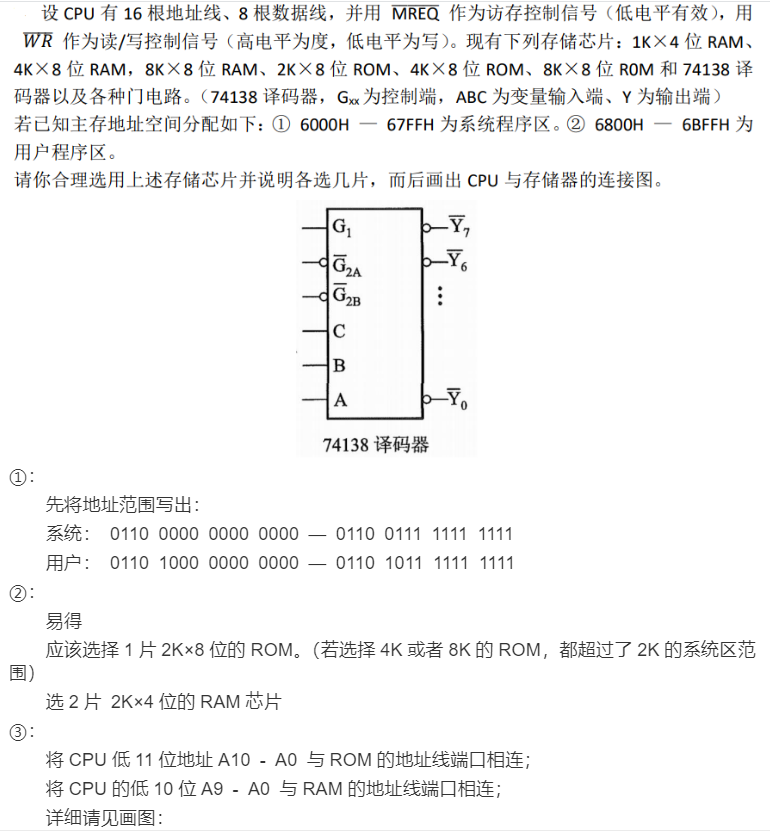 设 CPU 有 16 根地址线、8 根数据线，并用 M̅R̅E̅Q̅ 作为访存控制信号（低电平有效），用
W̅R̅ 作为读/写控制信号（高电平为度，低电平为写）。现有下列存储芯片：1K×4 位 RAM、
4K×8 位 RAM，8K×8 位 RAM、2K×8 位 ROM、4K×8 位 ROM、8K×8 位 R0M 和 74138 译
码器以及各种门电路。（74138 译码器，Gxx 为控制端，ABC 为变量输入端、Y 为输出端）
若已知主存地址空间分配如下：① 6000H — 67FFH 为系统程序区。② 6800H — 6BFFH 为
用户程序区。
请你合理选用上述存储芯片并说明各选几片，而后画出 CPU 与存储器的连接图。
G1 Y̅7
G̅2A Y̅6
G̅2B
C
B
A Y̅0
74138 译码器
①：
先将地址范围写出：
系统： 0110 0000 0000 0000 — 0110 0111 1111 1111
用户： 0110 1000 0000 0000 — 0110 1011 1111 1111
②：
易得
应该选择 1 片 2K×8 位的 ROM。（若选择 4K 或者 8K 的 ROM，都超过了 2K 的系统区范
围）
选 2 片 2K×4 位的 RAM 芯片
③：
将 CPU 低 11 位地址 A10 - A0 与 ROM 的地址线端口相连；
将 CPU 的低 10 位 A9 - A0 与 RAM 的地址线端口相连；
详细请见画图：